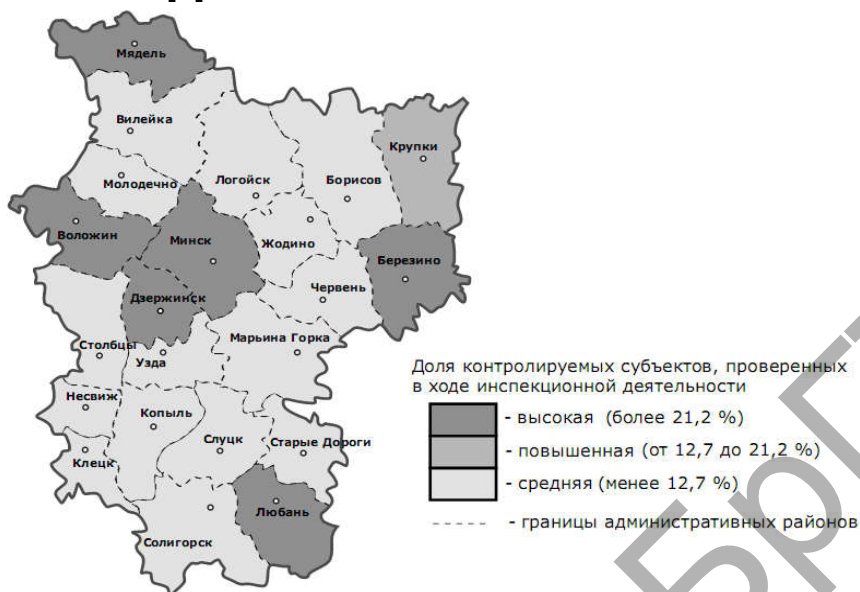 Мядель
Вилейка
Крупки
Молодечно
Логойск
Борисов
Воложин
Минск
Жодино
Березино
Червень
Дзержинск
Марьина Горка
Столбцы
Узда
Несвиж
Копыль
Слуцк
Старые Дороги
Клецк
Любань
Солигорск
Доля контролируемых субъектов, проверенных
в ходе инспекционной деятельности
- высокая (более 21,2 %)
- повышенная (от 12,7 до 21,2 %)
- средняя (менее 12,7 %)
- границы административных районов